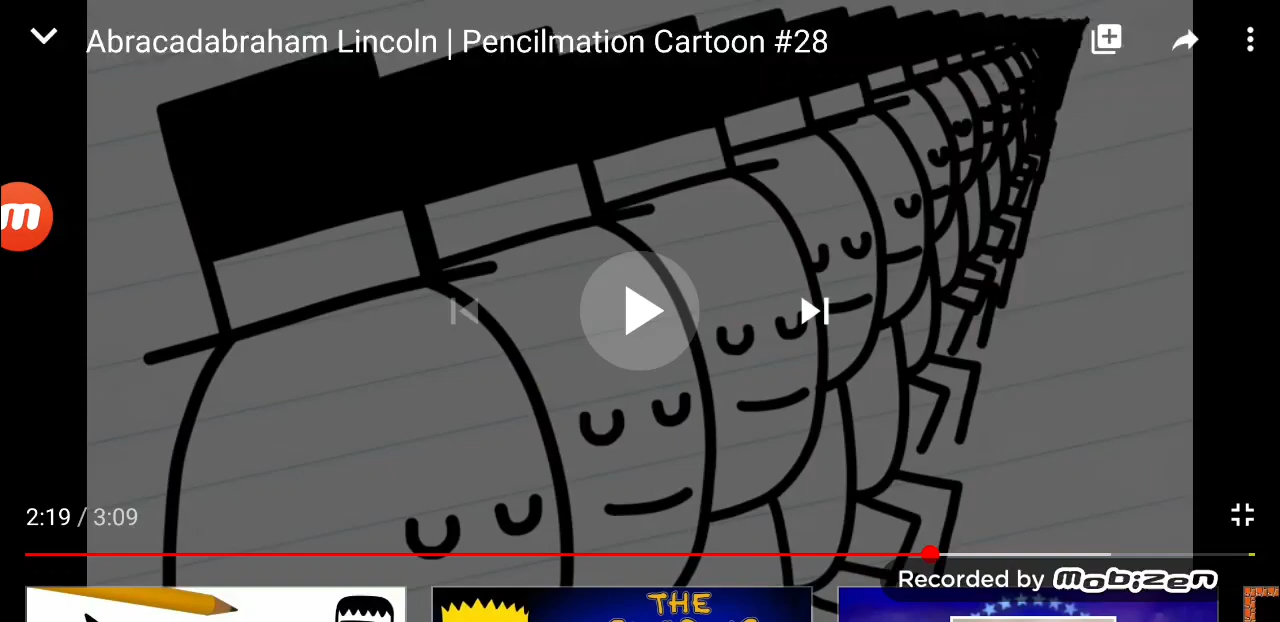 Abracadabraham Lincoln | Pencilmation Cartoon #28
m
2:19 / 3:09
Recorded by mobizen
THE